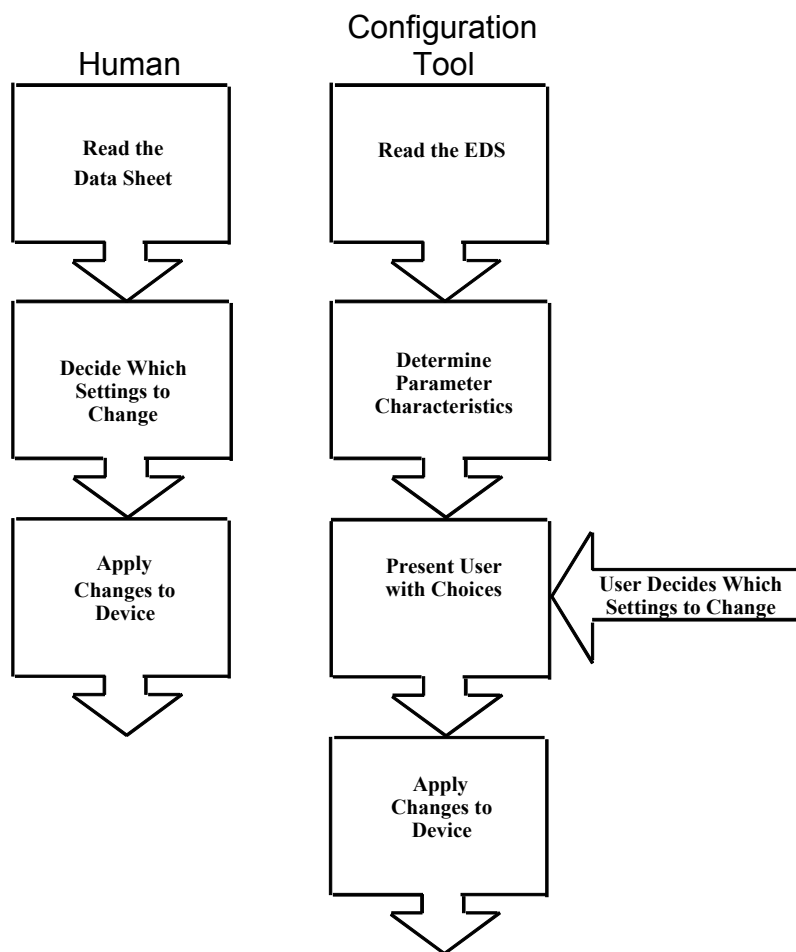 Human
Read the
Data Sheet
Decide Which
Settings to
Change
Apply
Changes to
Device
Configuration
Tool
Read the EDS
Determine
Parameter
Characteristics
Present User
with Choices
User Decides Which
Settings to Change
Apply
Changes to
Device